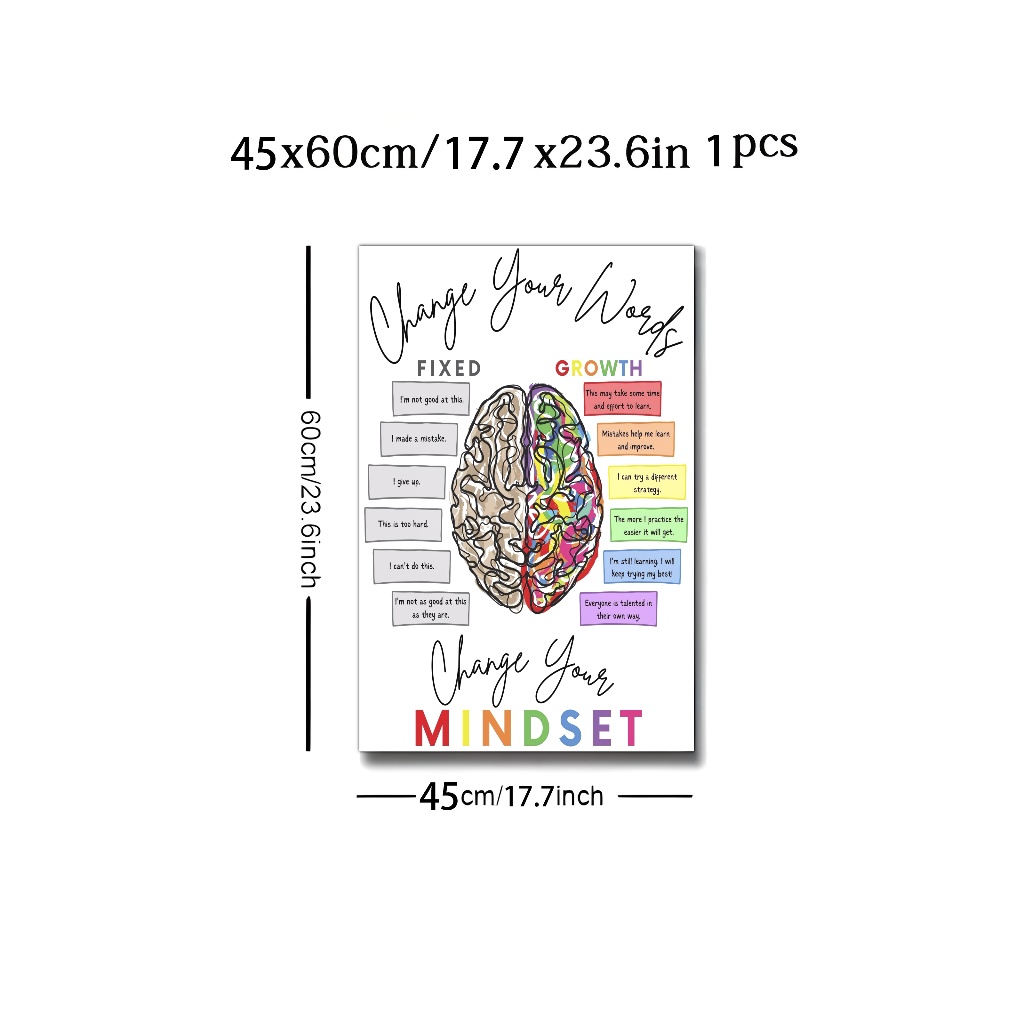 45x60cm/17.7 x23.6in 1pcs
Change Your Words
FIXED
GROWTH
I'm not good at this.
This may take some time
and effort to learn.
I made a mistake.
Mistakes help me learn
and improve.
I give up.
I can try a different
strategy.
This is too hard.
The more I practice the
easier it will get.
I can't do this.
I'm still learning. I will
keep trying my best!
I'm not as good at this
as they are.
Everyone is talented in
their own way.
Change Your
MINDSET
60cm/23.6inch
45cm/17.7inch